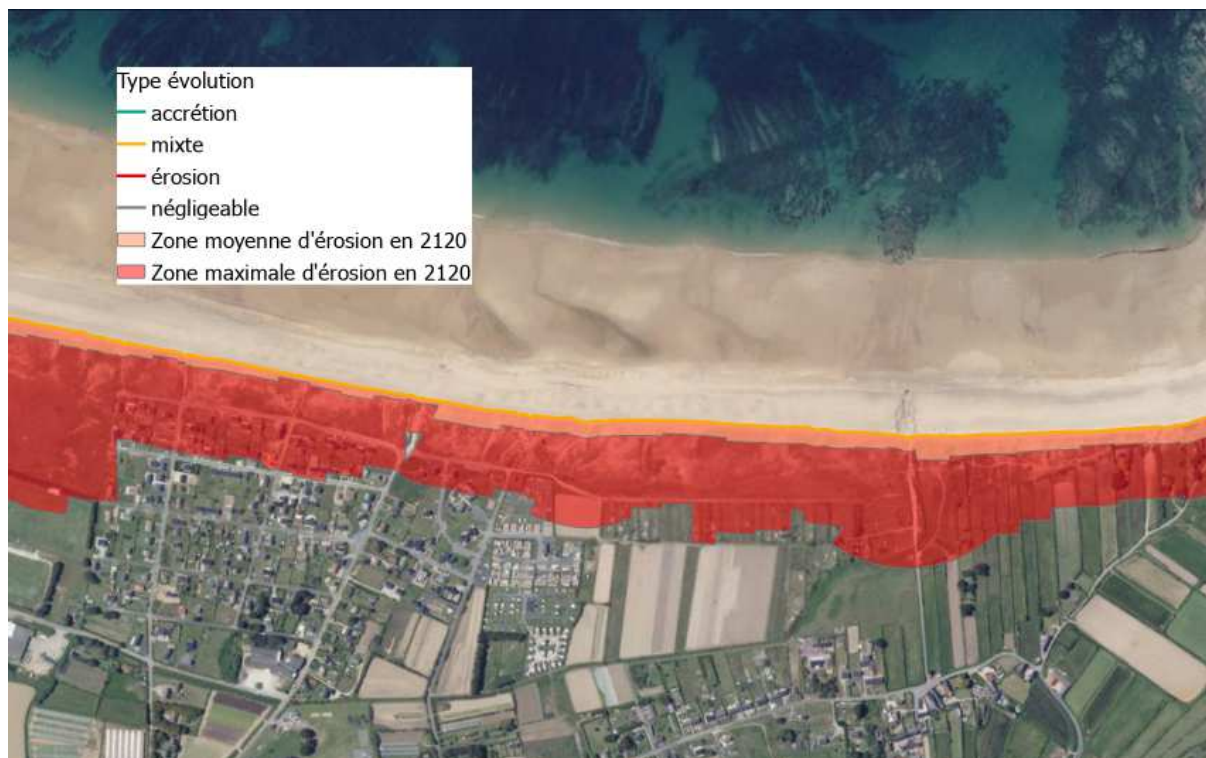 Type évolution
accrétion
mixte
érosion
négligeable
Zone moyenne d'érosion en 2120
Zone maximale d'érosion en 2120